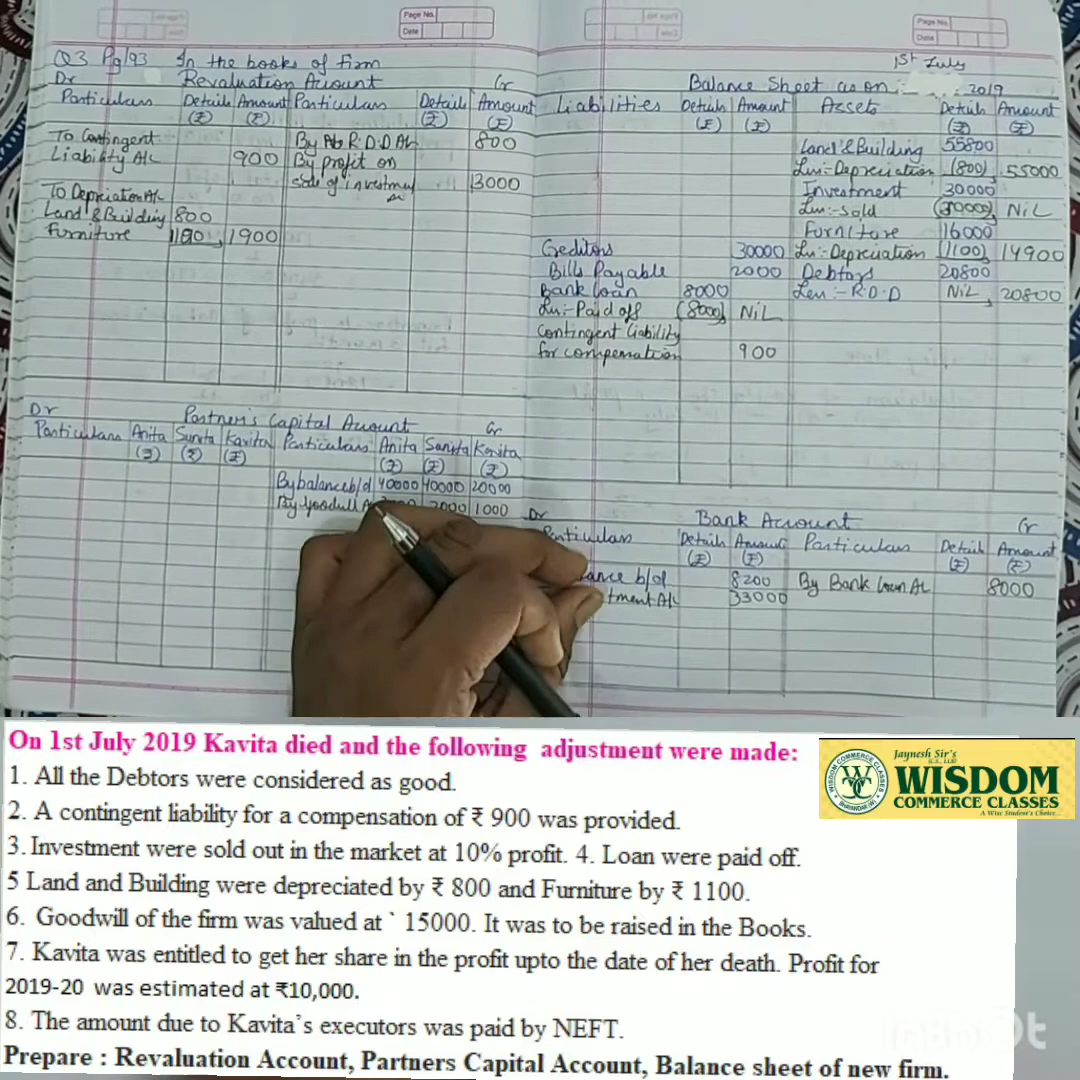 Page No.
Date
Page No.
Date
Q3 Pg/93 In the books of firm
Dr Revaluation Account Cr
Particulars Details (₹) Amount (₹) Particulars Details (₹) Amount (₹)
To Contingent
Liability A/c 900
To Depreciation A/c
Land & Building 800
Furniture 1100 1900
By R.D.D A/c 800
By profit on
sale of investment 3000
1st July
Balance Sheet as on 2019
Liabilities Details (₹) Amount (₹) Assets Details (₹) Amount (₹)
Land & Building 55800
Less:- Depreciation (800) 55000
Investment 30000
Less:- Sold (30000) NiL
Furniture 16000
Creditors 30000 Less:- Depreciation (1100) 14900
Bills Payable 2000 Debtors 20800
Bank loan 8000 Less:- R.D.D NiL 20800
Less:- Paid off (8000) NiL
Contingent liability
for compensation 900
Dr Partner's Capital Account Cr
Particulars Anita (₹) Sunita (₹) Kavita (₹) Particulars Anita (₹) Sunita (₹) Kavita (₹)
By balance b/d 40000 40000 20000
By goodwill 1000
Dr Bank Account Cr
Particulars Details (₹) Amount (₹) Particulars Details (₹) Amount (₹)
b/d 8200 By Bank loan A/c 8000
A/c 33000
On 1st July 2019 Kavita died and the following adjustment were made:
1. All the Debtors were considered as good.
2. A contingent liability for a compensation of ₹ 900 was provided.
3. Investment were sold out in the market at 10% profit. 4. Loan were paid off.
5 Land and Building were depreciated by ₹ 800 and Furniture by ₹ 1100.
6. Goodwill of the firm was valued at ` 15000. It was to be raised in the Books.
7. Kavita was entitled to get her share in the profit upto the date of her death. Profit for
2019-20 was estimated at ₹10,000.
8. The amount due to Kavita's executors was paid by NEFT.
Prepare : Revaluation Account, Partners Capital Account, Balance sheet of new firm.
Jaynesh Sir's
WISDOM
COMMERCE CLASSES
A Wise Student's Choice...